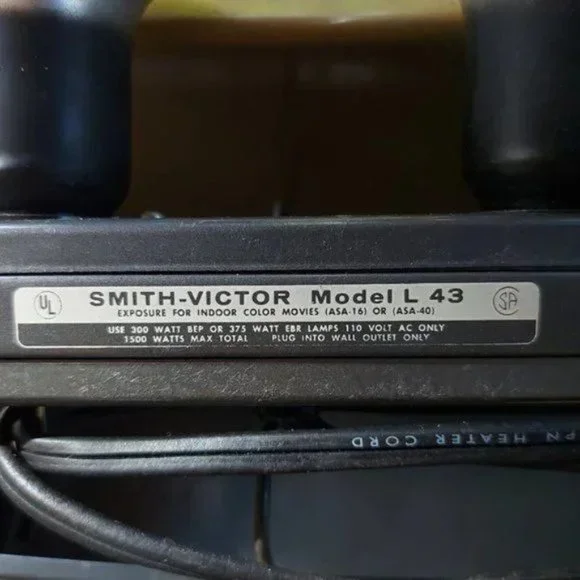 UL SMITH-VICTOR Model L 43 SA
EXPOSURE FOR INDOOR COLOR MOVIES (ASA-16) OR (ASA-40)
USE 300 WATT BEP OR 375 WATT EBR LAMPS 110 VOLT AC ONLY
1500 WATTS MAX TOTAL PLUG INTO WALL OUTLET ONLY
PN HEATER CORD